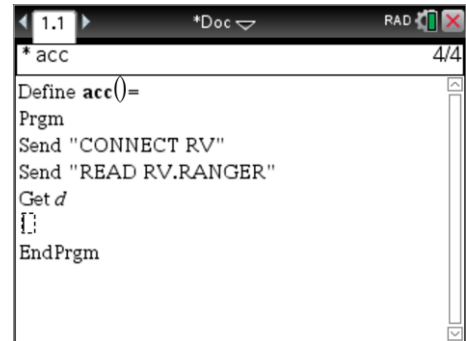 1.1 *Doc RAD
* acc 4/4
Define acc()=
Prgm
Send "CONNECT RV"
Send "READ RV.RANGER"
Get d
EndPrgm